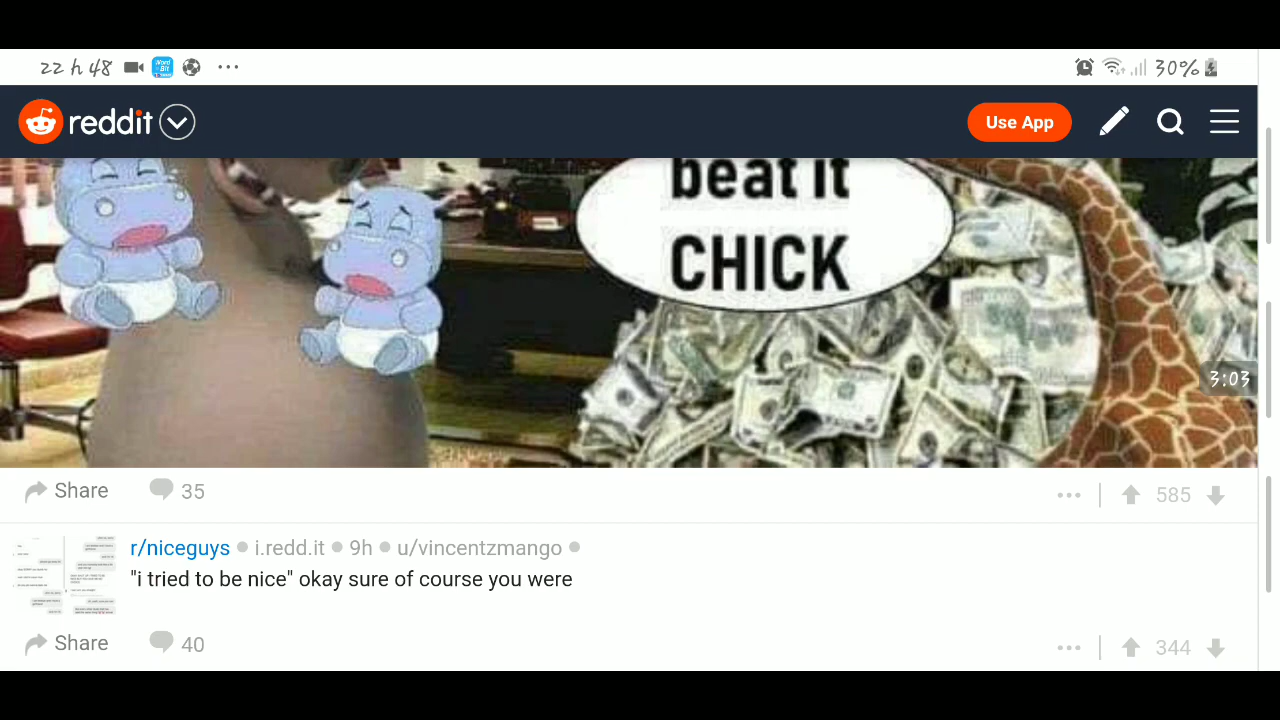 22 h 48
30%
reddit
Use App
beat it
CHICK
3:03
Share 35 585
r/niceguys i.redd.it 9h u/vincentzmango
"i tried to be nice" okay sure of course you were
Share 40 344